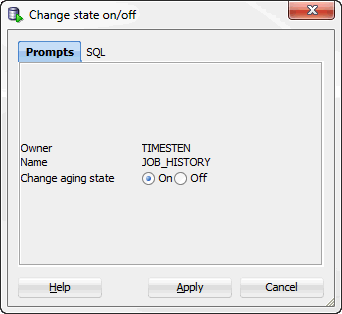 Change state on/off
Prompts SQL
Owner TIMESTEN
Name JOB_HISTORY
Change aging state On Off
Help Apply Cancel